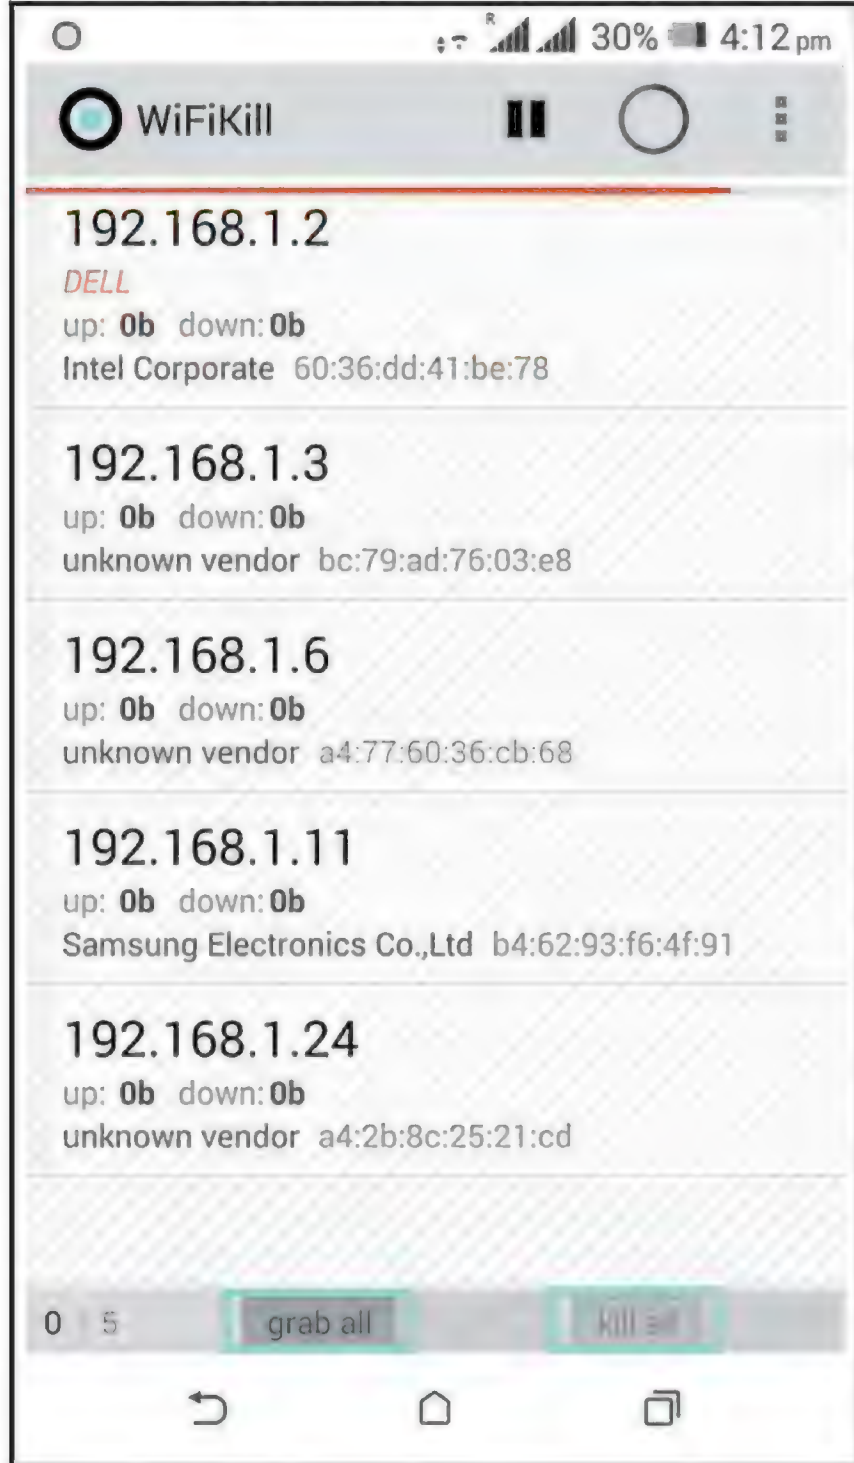 R 30% 4:12 pm
WiFiKill
192.168.1.2
DELL
up: 0b down: 0b
Intel Corporate 60:36:dd:41:be:78
192.168.1.3
up: 0b down: 0b
unknown vendor bc:79:ad:76:03:e8
192.168.1.6
up: 0b down: 0b
unknown vendor a4:77:60:36:cb:68
192.168.1.11
up: 0b down: 0b
Samsung Electronics Co.,Ltd b4:62:93:f6:4f:91
192.168.1.24
up: 0b down: 0b
unknown vendor a4:2b:8c:25:21:cd
0 / 5 grab all kill all